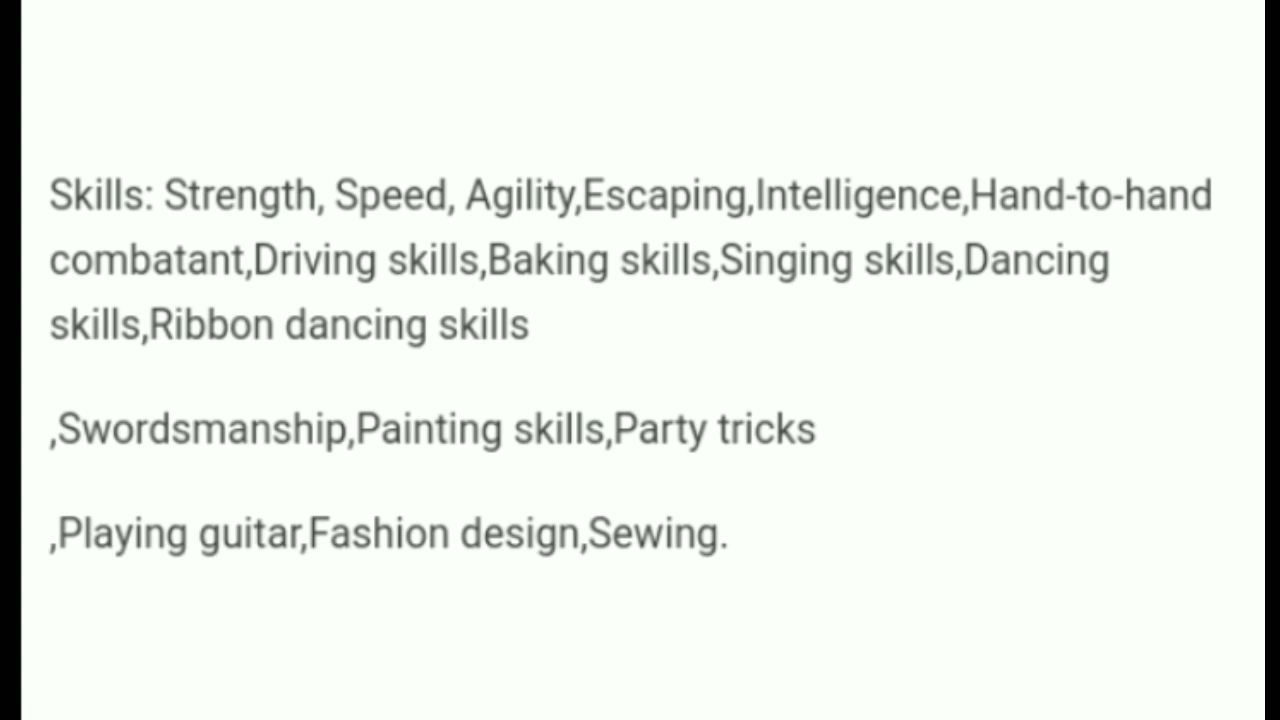 Skills: Strength, Speed, Agility,Escaping,Intelligence,Hand-to-hand
combatant,Driving skills,Baking skills,Singing skills,Dancing
skills,Ribbon dancing skills
,Swordsmanship,Painting skills,Party tricks
,Playing guitar,Fashion design,Sewing.